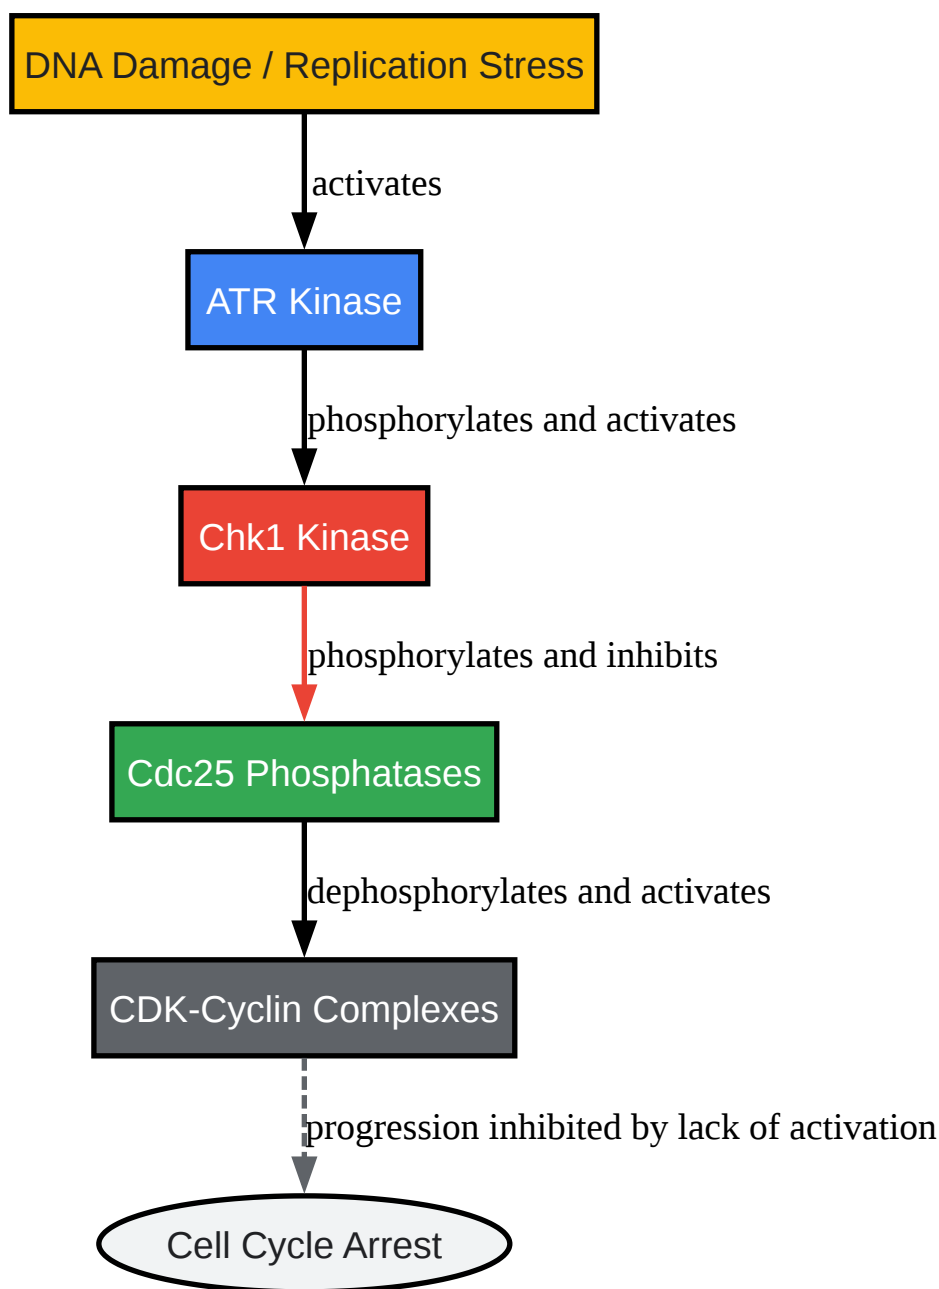 DNA Damage / Replication Stress
activates
ATR Kinase
phosphorylates and activates
Chk1 Kinase
phosphorylates and inhibits
Cdc25 Phosphatases
dephosphorylates and activates
CDK-Cyclin Complexes
progression inhibited by lack of activation
Cell Cycle Arrest